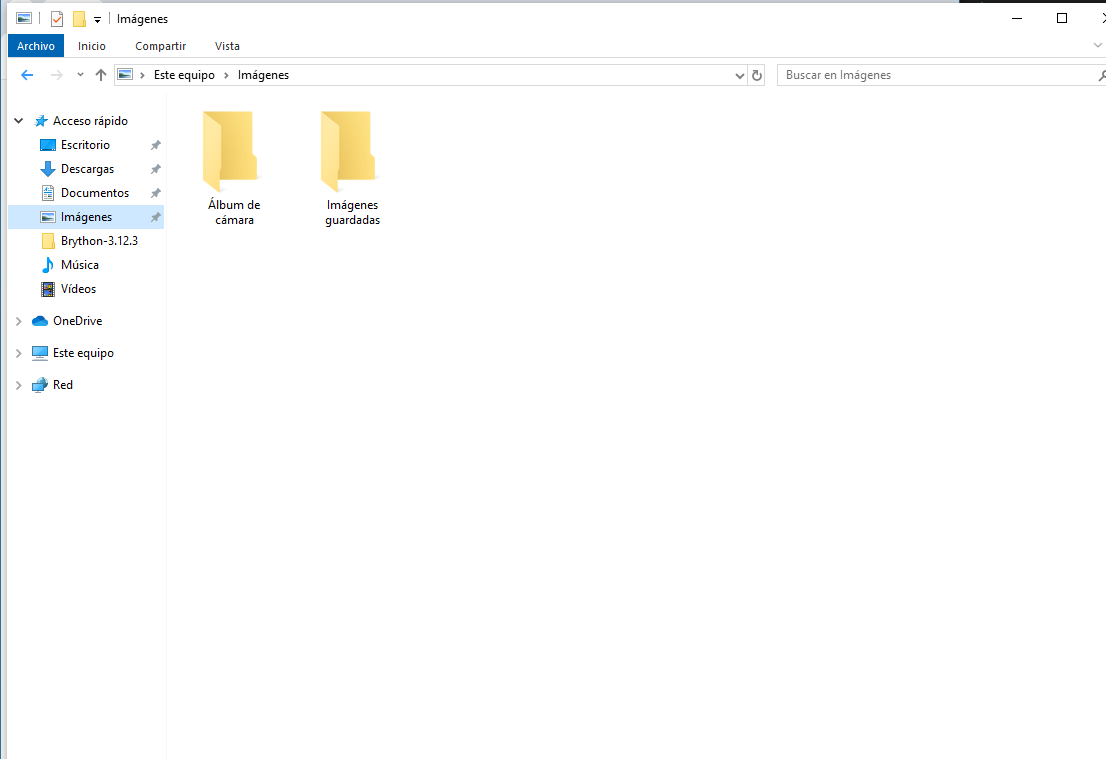 Imágenes
Archivo
Inicio
Compartir
Vista
Este equipo
Imágenes
Buscar en Imágenes
Acceso rápido
Escritorio
Descargas
Documentos
Imágenes
Brython-3.12.3
Música
Vídeos
OneDrive
Este equipo
Red
Álbum de
cámara
Imágenes
guardadas